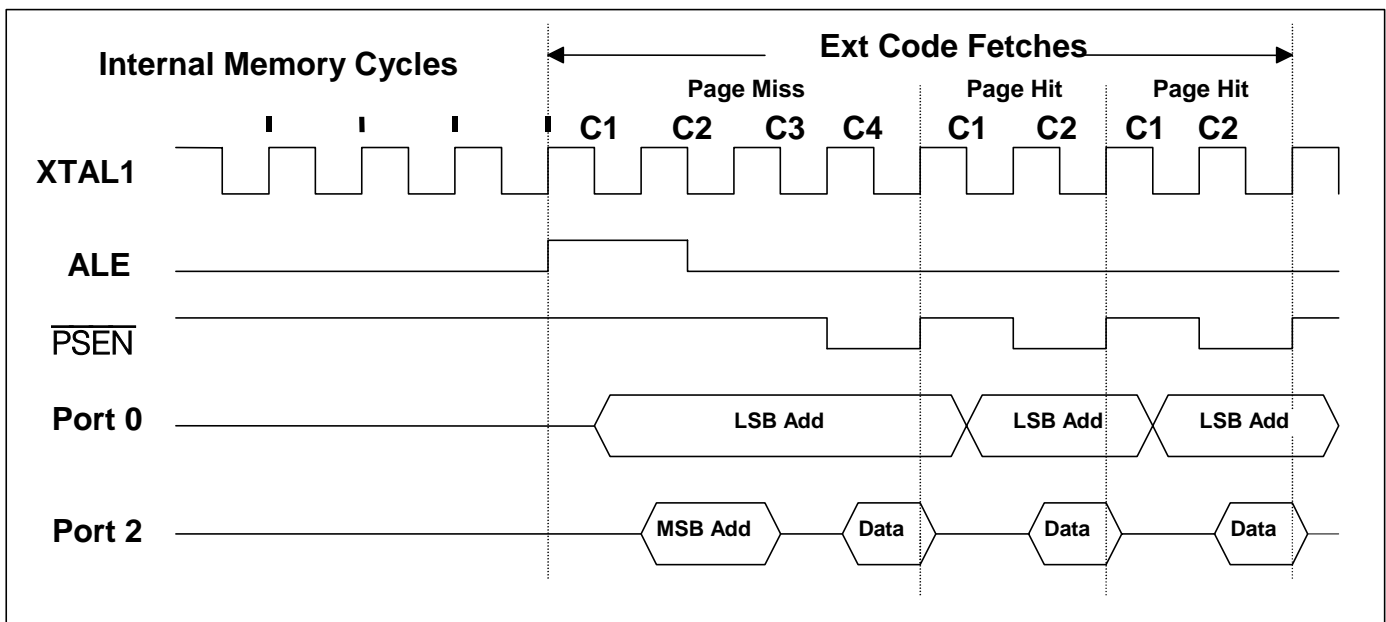 Internal Memory Cycles
Ext Code Fetches
Page Miss Page Hit Page Hit
C1 C2 C3 C4 C1 C2 C1 C2
XTAL1
ALE
PSEN
Port 0 LSB Add LSB Add LSB Add
Port 2 MSB Add Data Data Data